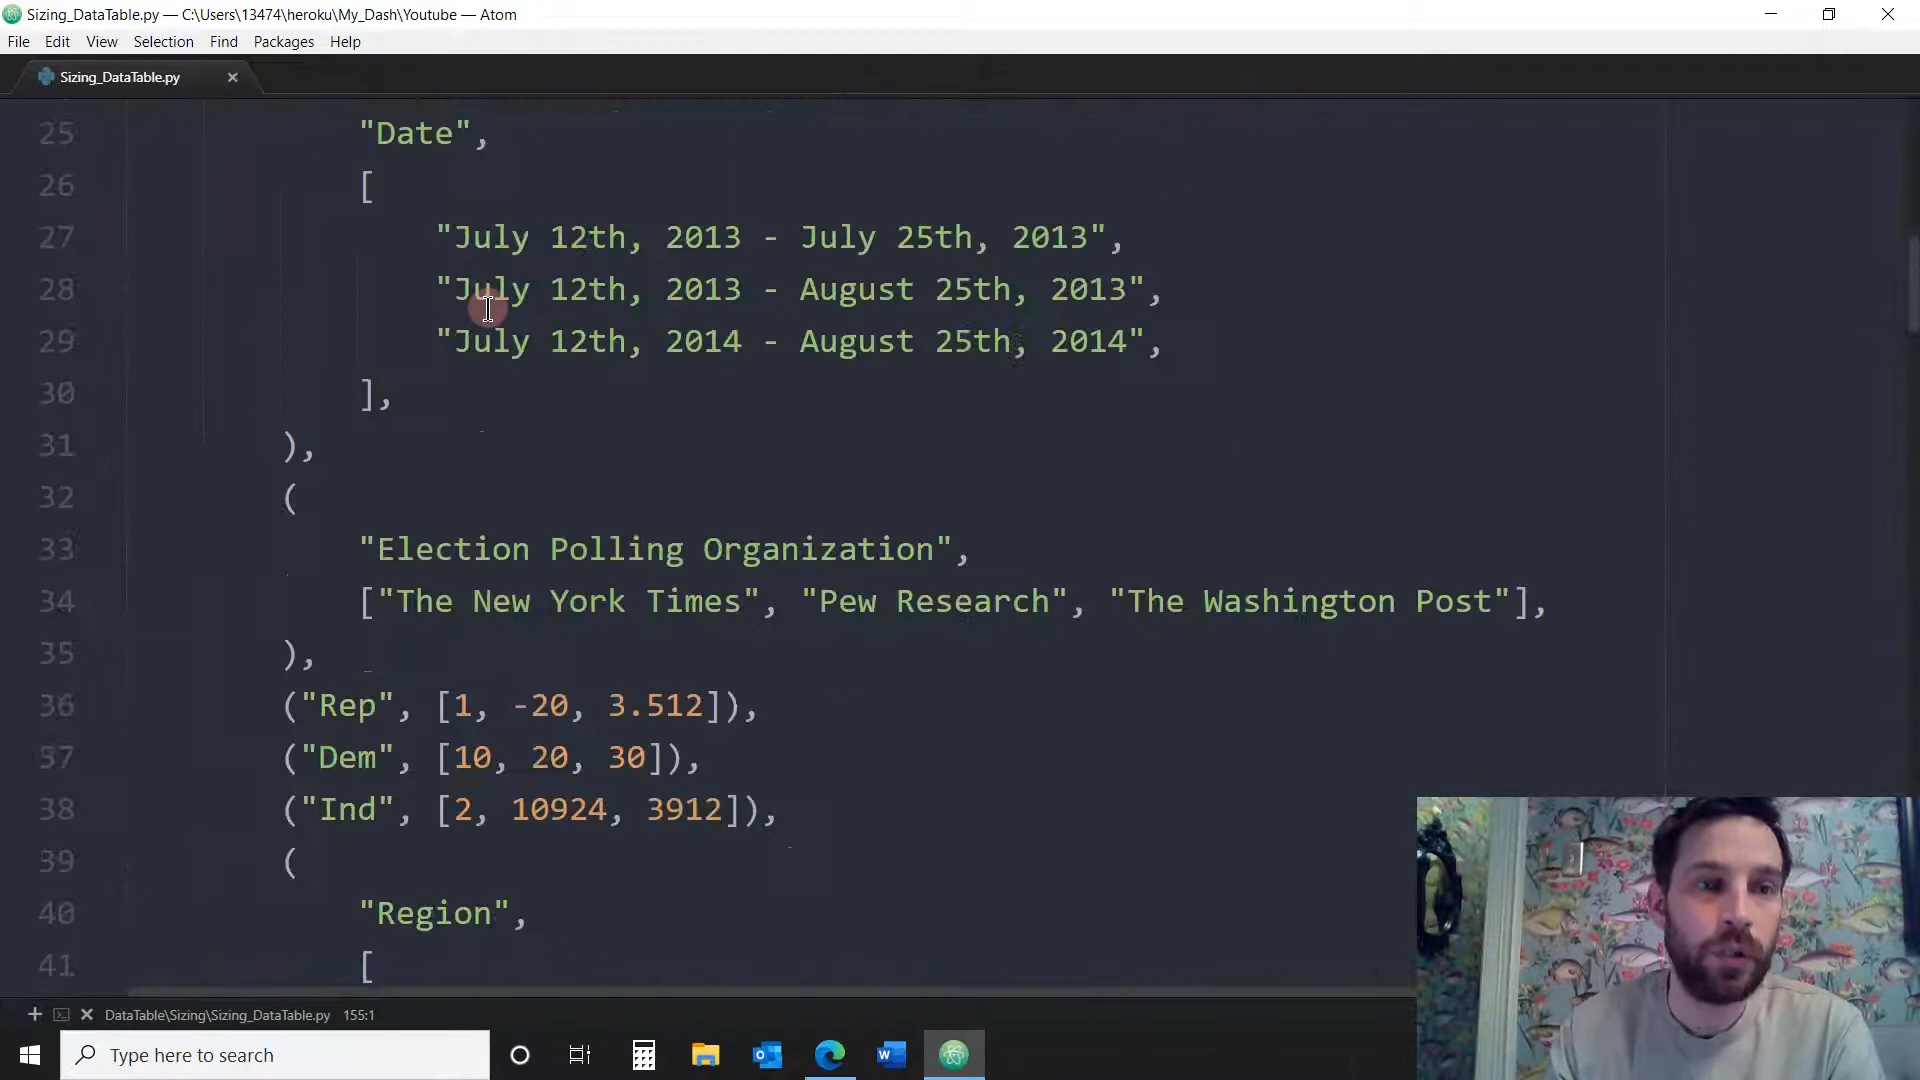 Sizing_DataTable.py — C:\Users\13474\heroku\My_Dash\Youtube — Atom
File Edit View Selection Find Packages Help
Sizing_DataTable.py
25 "Date",
26 [
27 "July 12th, 2013 - July 25th, 2013",
28 "July 12th, 2013 - August 25th, 2013",
29 "July 12th, 2014 - August 25th, 2014",
30 ],
31 ),
32 (
33 "Election Polling Organization",
34 ["The New York Times", "Pew Research", "The Washington Post"],
35 ),
36 ("Rep", [1, -20, 3.512]),
37 ("Dem", [10, 20, 30]),
38 ("Ind", [2, 10924, 3912]),
39 (
40 "Region",
41 [
DataTable\Sizing\Sizing_DataTable.py 155:1
Type here to search